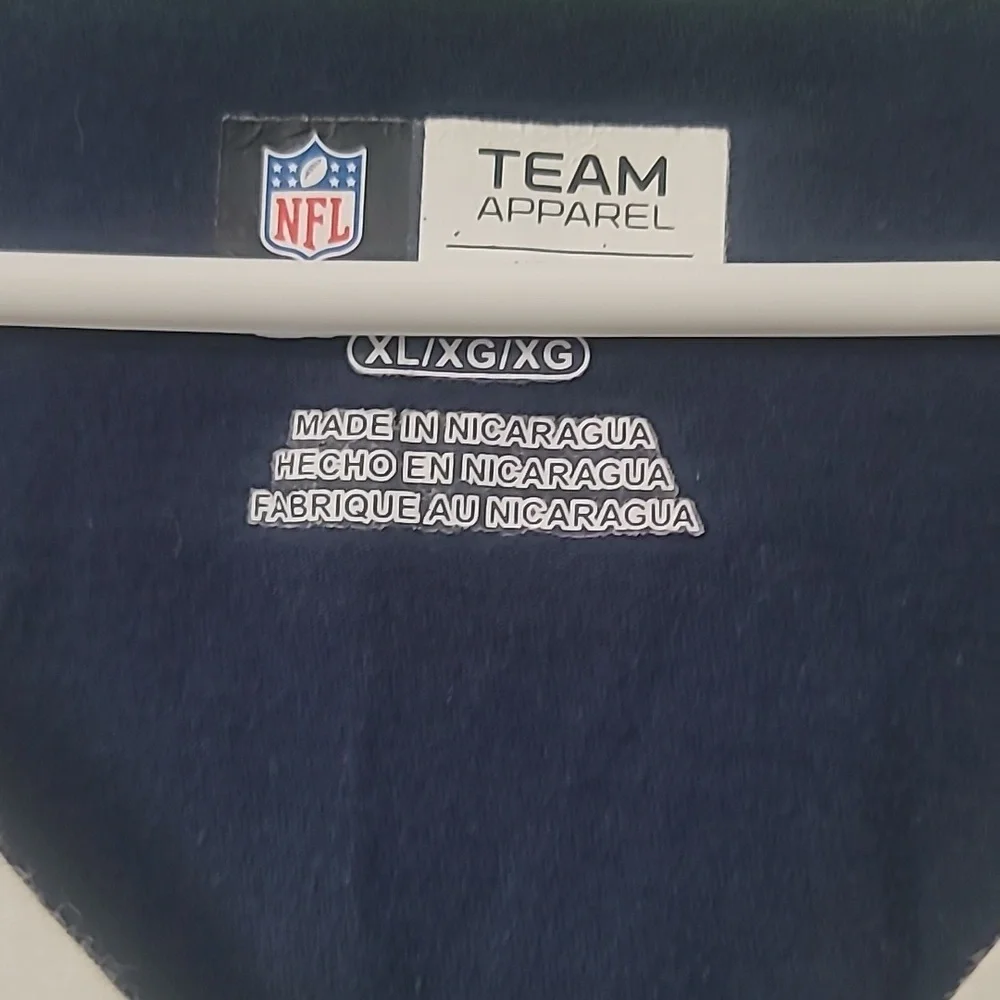 NFL
TEAM
APPAREL
XL/XG/XG
MADE IN NICARAGUA
HECHO EN NICARAGUA
FABRIQUE AU NICARAGUA